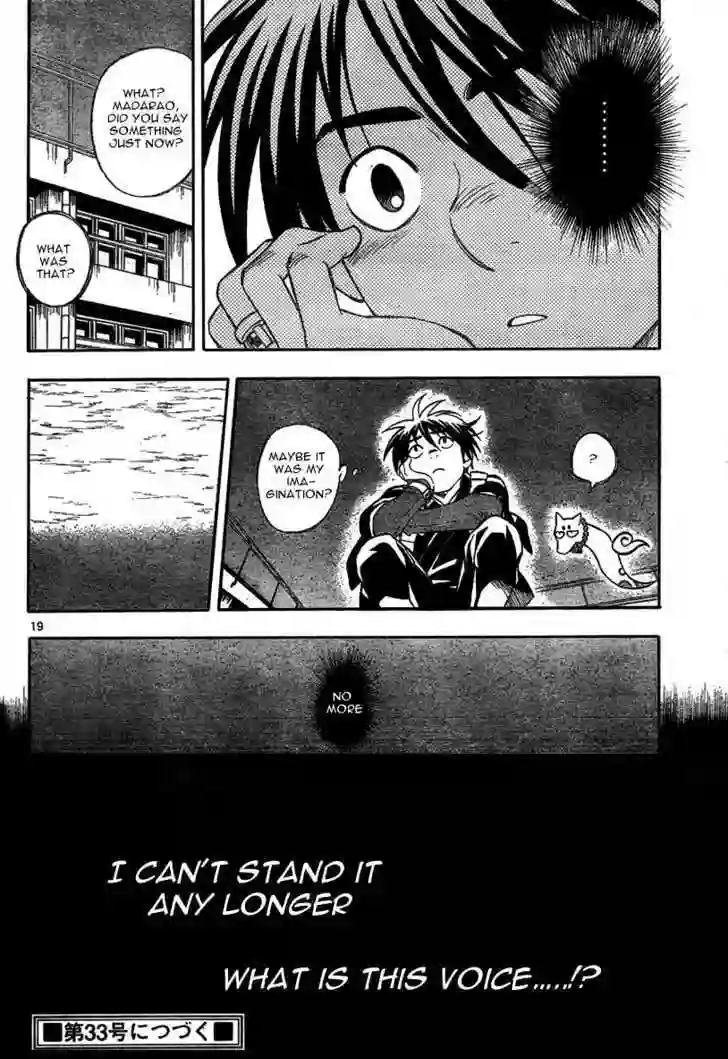 WHAT?
MADARAO,
DID YOU SAY
SOMETHING
JUST NOW?
.........
WHAT
WAS
THAT?
MAYBE IT
WAS MY
IMA-
GINATION?
?
19
NO
MORE
I CAN'T STAND IT
ANY LONGER
WHAT IS THIS VOICE.....!?
■第33号につづく■